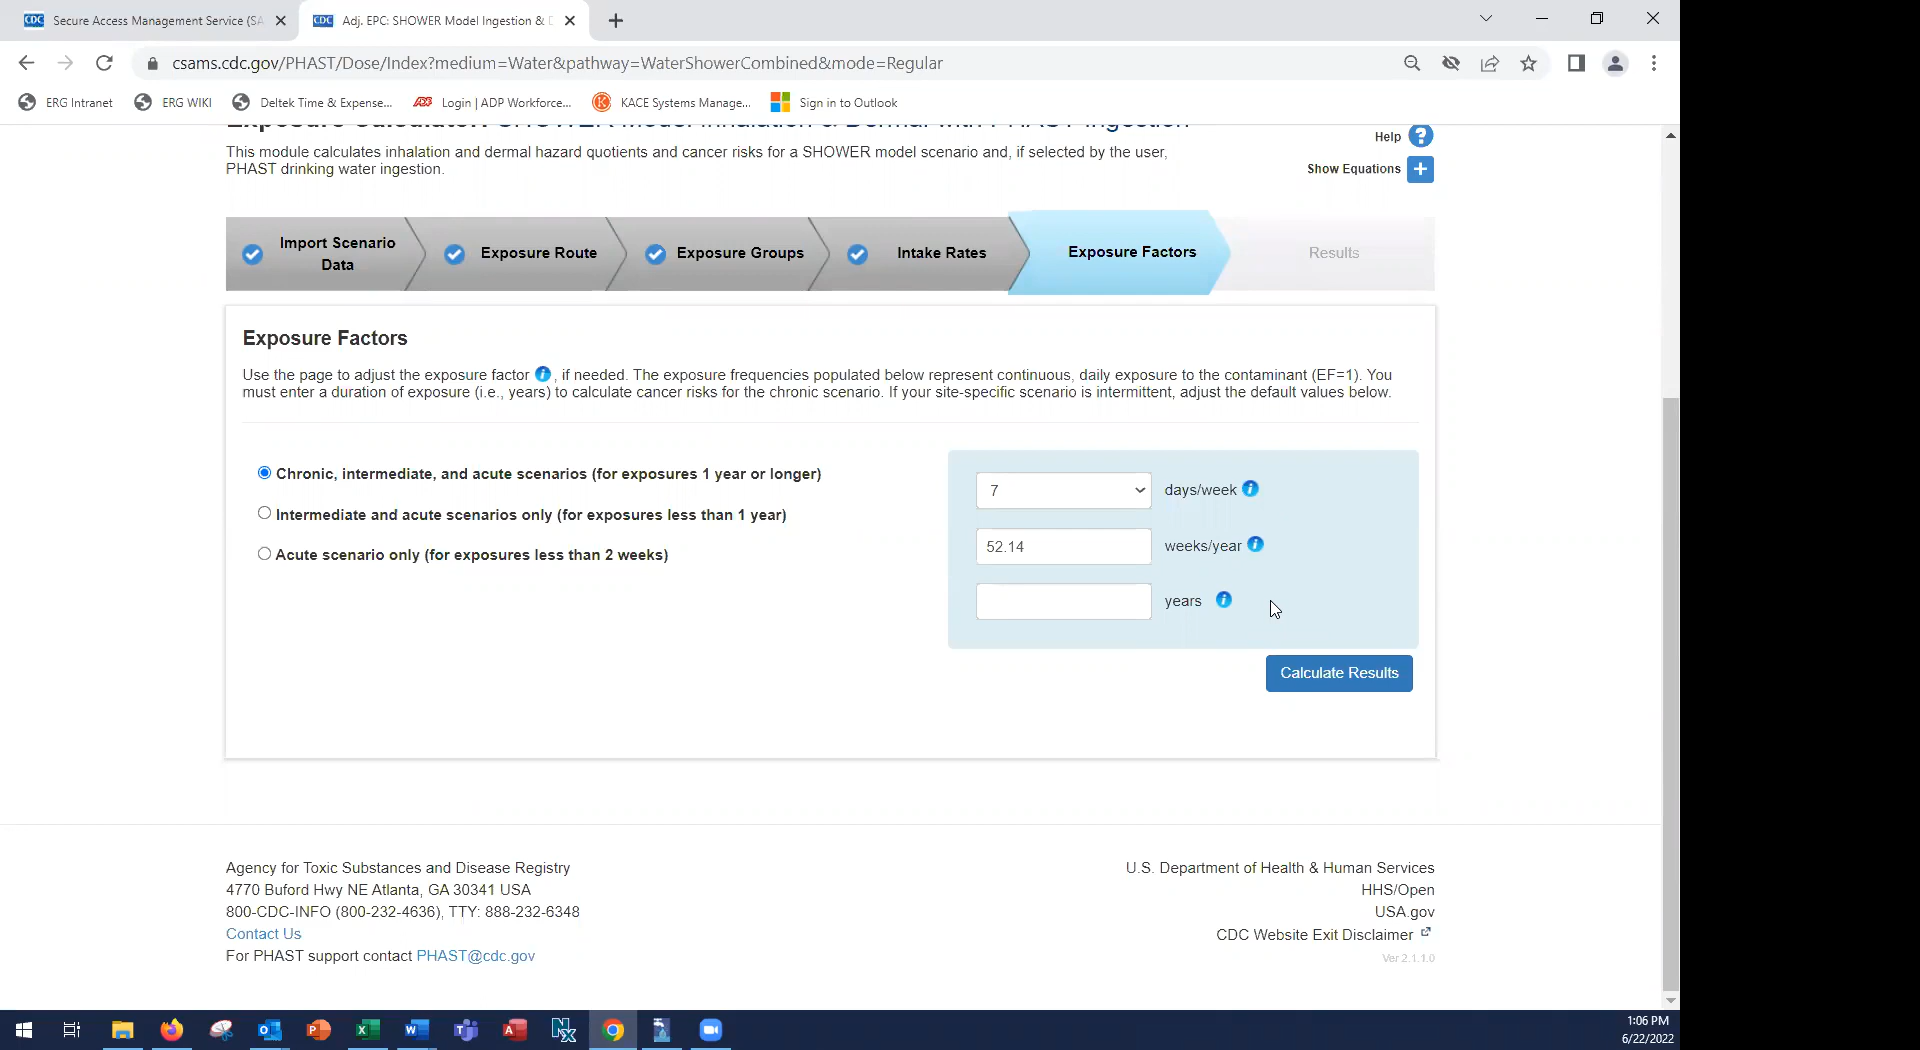 Secure Access Management Service (SA
Adj. EPC: SHOWER Model Ingestion & D
csams.cdc.gov/PHAST/Dose/Index?medium=Water&pathway=WaterShowerCombined&mode=Regular
ERG Intranet
ERG WIKI
Deltek Time & Expense...
Login | ADP Workforce...
KACE Systems Manage...
Sign in to Outlook
Exposure Calculator: SHOWER Model Inhalation & Dermal with PHAST Ingestion
Help
This module calculates inhalation and dermal hazard quotients and cancer risks for a SHOWER model scenario and, if selected by the user,
PHAST drinking water ingestion.
Show Equations
Import Scenario
Data
Exposure Route
Exposure Groups
Intake Rates
Exposure Factors
Results
Exposure Factors
Use the page to adjust the exposure factor , if needed. The exposure frequencies populated below represent continuous, daily exposure to the contaminant (EF=1). You
must enter a duration of exposure (i.e., years) to calculate cancer risks for the chronic scenario. If your site-specific scenario is intermittent, adjust the default values below.
Chronic, intermediate, and acute scenarios (for exposures 1 year or longer)
Intermediate and acute scenarios only (for exposures less than 1 year)
Acute scenario only (for exposures less than 2 weeks)
7 days/week
52.14 weeks/year
years
Calculate Results
Agency for Toxic Substances and Disease Registry
4770 Buford Hwy NE Atlanta, GA 30341 USA
800-CDC-INFO (800-232-4636), TTY: 888-232-6348
Contact Us
For PHAST support contact PHAST@cdc.gov
U.S. Department of Health & Human Services
HHS/Open
USA.gov
CDC Website Exit Disclaimer
Ver 2.1.1.0
1:06 PM
6/22/2022